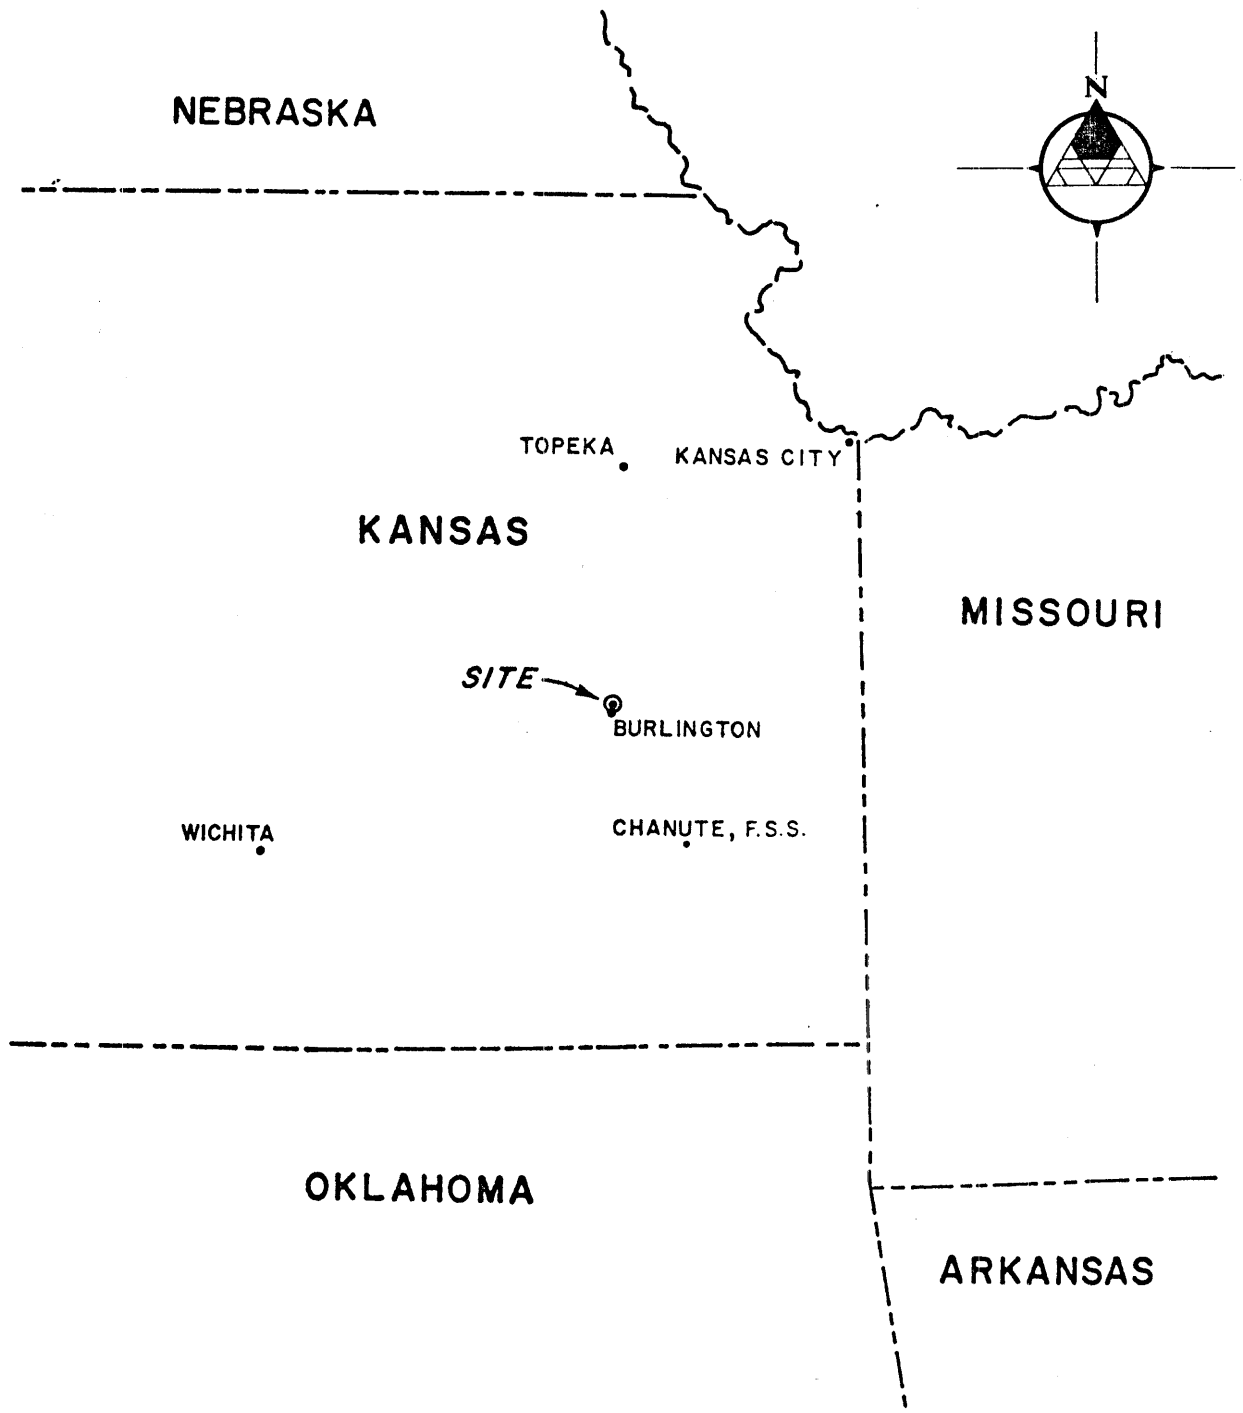 NEBRASKA
N
TOPEKA
KANSAS CITY
KANSAS
MISSOURI
SITE
BURLINGTON
WICHITA
CHANUTE, F.S.S.
OKLAHOMA
ARKANSAS